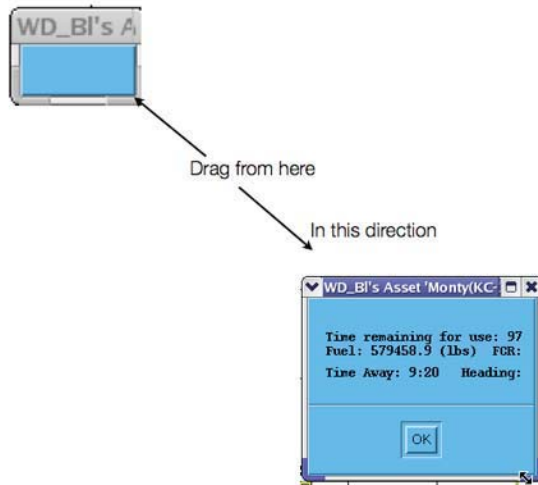 WD_Bl's A
Drag from here
In this direction
WD_Bl's Asset 'Monty(KC-
Time remaining for use: 97
Fuel: 579458.9 (lbs) FCR:
Time Away: 9:20 Heading:
OK